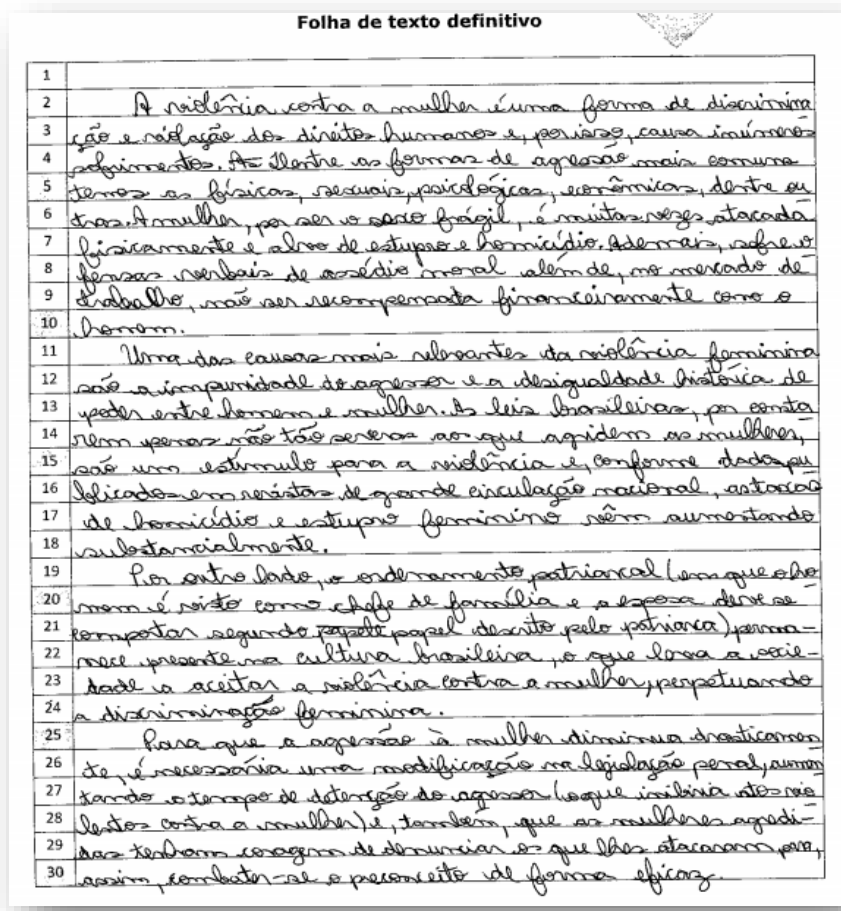 Folha de texto definitivo
1
2 A violência contra a mulher é uma forma de discrimina
3 ção e violação dos direitos humanos e, por isso, causa inúmeros
4 sofrimentos. As Dentre as formas de agressão mais comuns
5 temos as físicas, sexuais, psicológicas, econômicas, dentre ou
6 tras. A mulher, por ser o sexo frágil, é muitas vezes atacada
7 fisicamente e alvo de estupro e homicídio. Ademais, sofre o
8 fensas verbais de assédio moral além de, no mercado de
9 trabalho, não ser recompensada financeiramente como o
10 homem.
11 Uma das causas mais relevantes da violência feminina
12 são a impunidade do agressor e a desigualdade histórica de
13 poder entre homem e mulher. As leis brasileiras, por consta
14 rem penas não tão severas aos que agridem as mulheres,
15 são um estímulo para a violência e, conforme dados pu
16 blicados em revistas de grande circulação nacional, as taxas
17 de homicídio e estupro feminino vêm aumentando
18 substancialmente.
19 Por outro lado, o ordenamento patriarcal (em que o ho
20 mem é visto como chefe de família e a esposa deve se
21 comportar segundo papele papel descrito pelo patriarca) perma-
22 nece presente na cultura brasileira, o que leva a socie-
23 dade a aceitar a violência contra a mulher, perpetuando
24 a discriminação feminina.
25 Para que a agressão à mulher diminua drasticamen
26 te, é necessária uma modificação na legislação penal, aumen
27 tando o tempo de detenção do agressor (o que inibiria atos vio
28 lentos contra a mulher) e, também, que as mulheres agredi-
29 das tenham coragem de denunciar os que lhes atacaram para,
30 assim, combater-se o preconceito de forma eficaz.